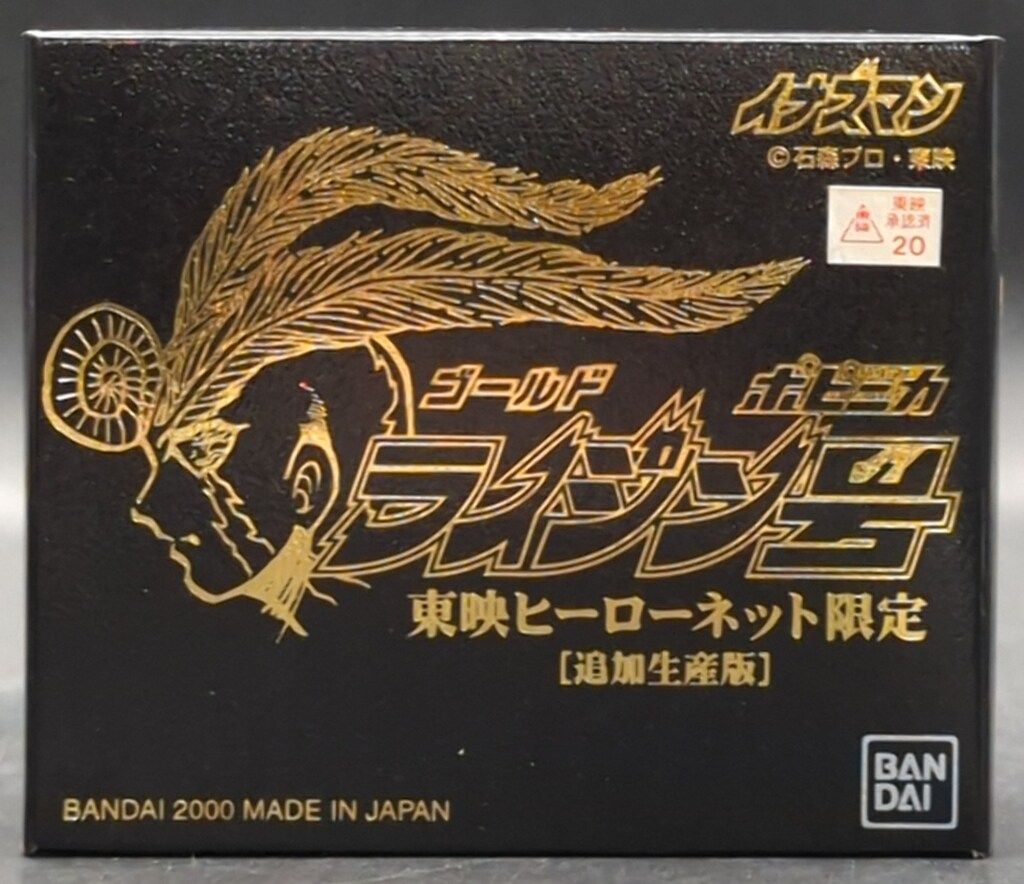 イナズマン
©石森プロ・東映
東映
承認済
20
ゴールド ポピニカ
ライジンゴー号
東映ヒーローネット限定
[追加生産版]
BAN
DAI
BANDAI 2000 MADE IN JAPAN